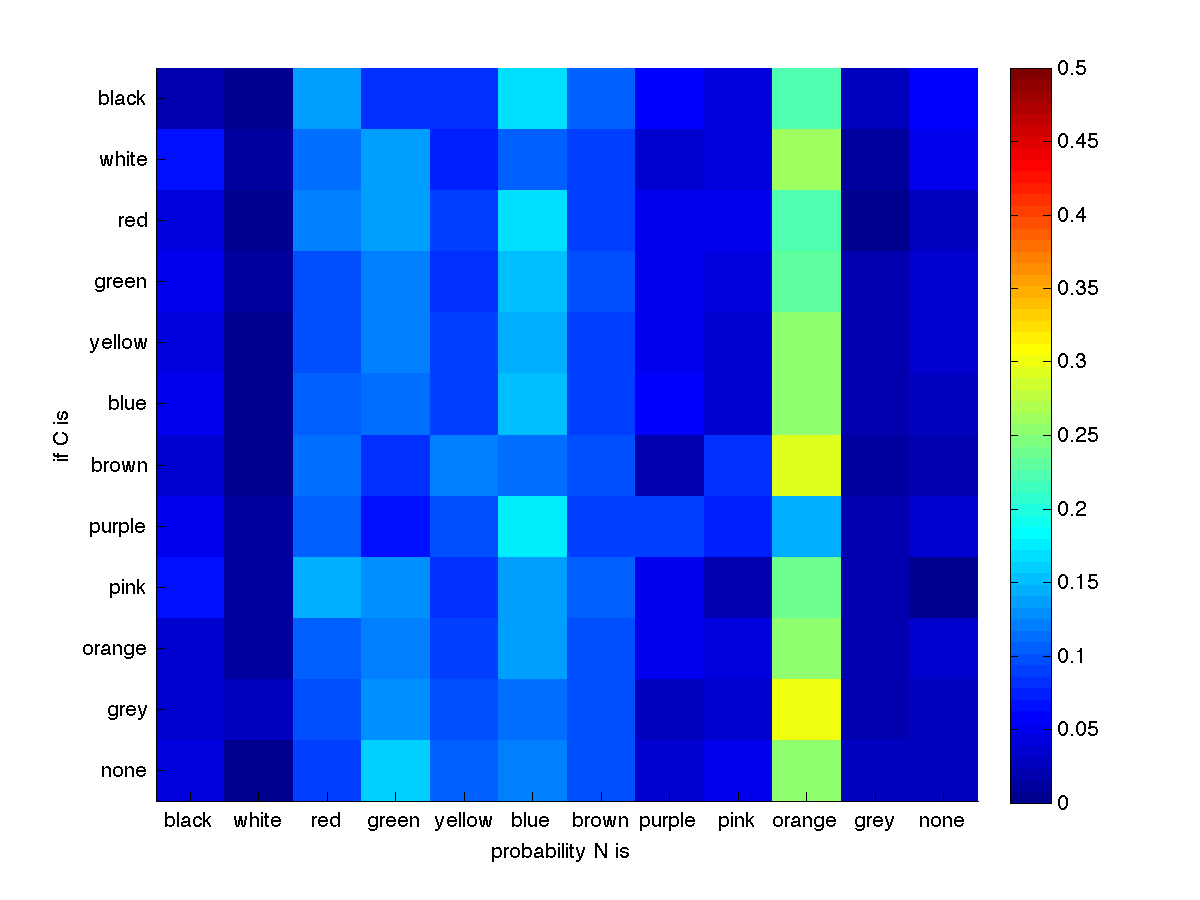 black
white
red
green
yellow
blue
brown
purple
pink
orange
grey
none
if C is
black white red green yellow blue brown purple pink orange grey none
probability N is
0.5
0.45
0.4
0.35
0.3
0.25
0.2
0.15
0.1
0.05
0